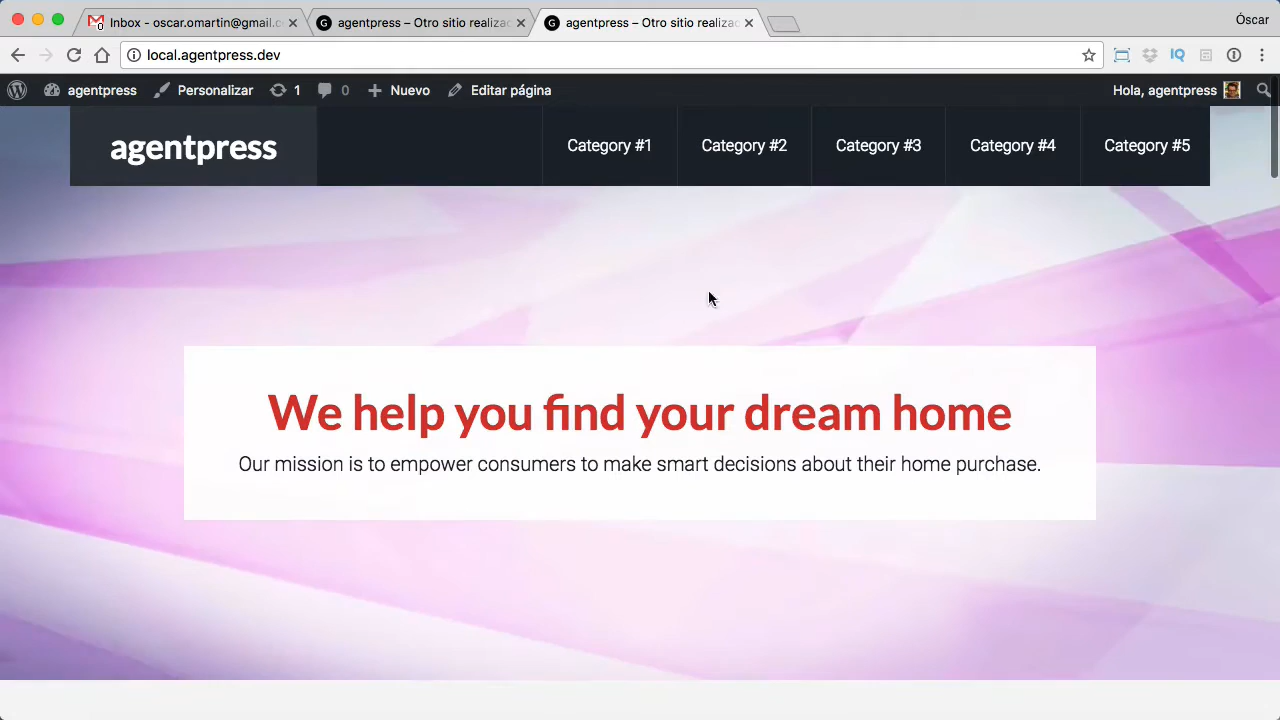 Inbox - oscar.omartin@gmail.c
agentpress – Otro sitio realiza
agentpress – Otro sitio realiza
Óscar
local.agentpress.dev
IQ
agentpress
Personalizar
1
0
Nuevo
Editar página
Hola, agentpress
agentpress
Category #1
Category #2
Category #3
Category #4
Category #5
We help you find your dream home
Our mission is to empower consumers to make smart decisions about their home purchase.